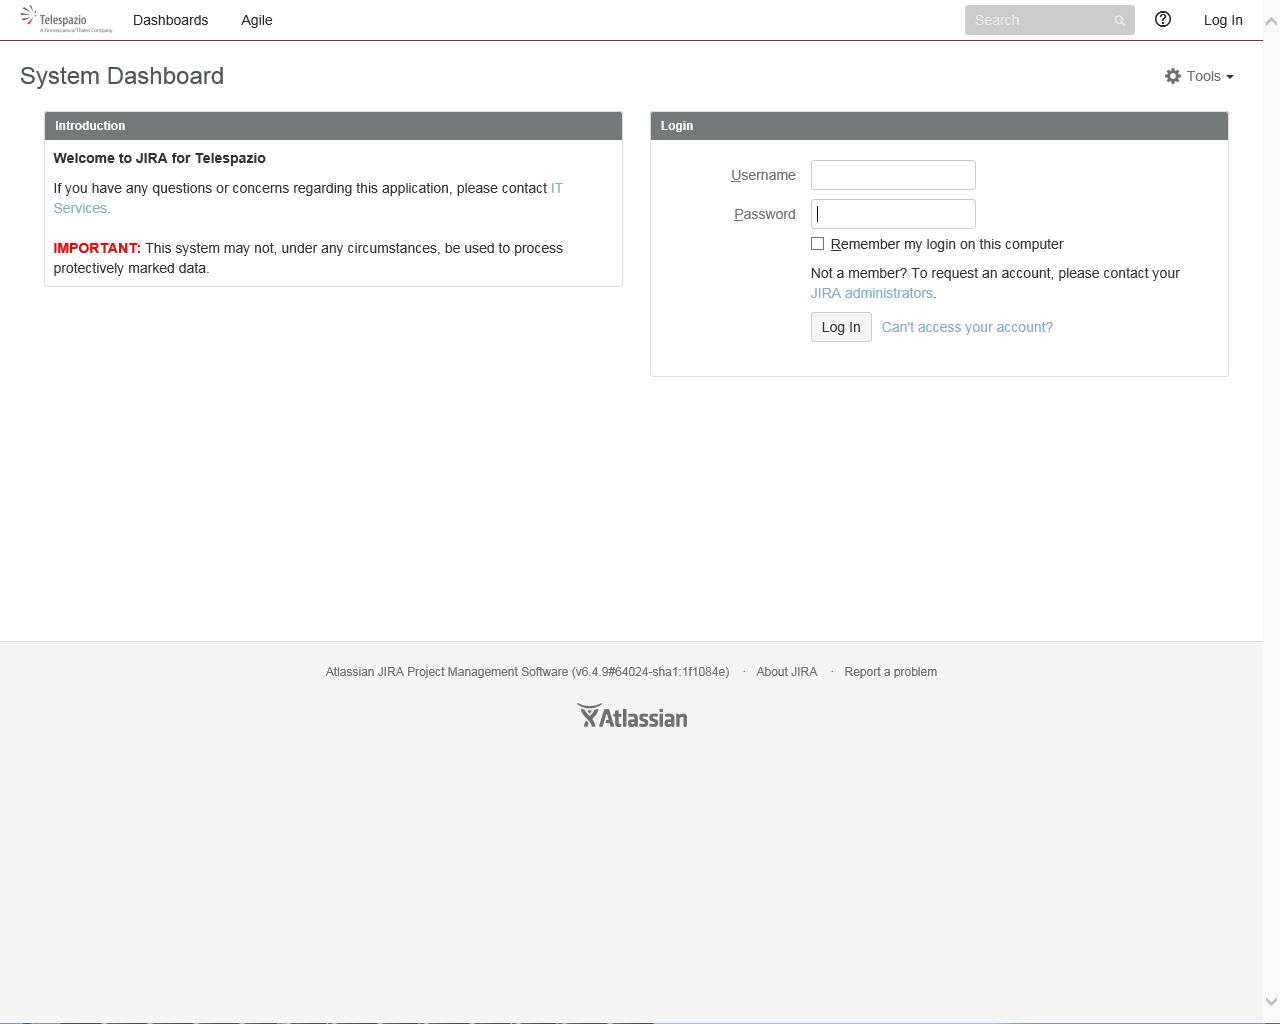 Telespazio
A Finmeccanica/Thales Company
Dashboards
Agile
Search
Log In
System Dashboard
Tools
Introduction
Welcome to JIRA for Telespazio
If you have any questions or concerns regarding this application, please contact IT
Services.
IMPORTANT: This system may not, under any circumstances, be used to process
protectively marked data.
Login
Username
Password
Remember my login on this computer
Not a member? To request an account, please contact your
JIRA administrators.
Log In
Can't access your account?
Atlassian JIRA Project Management Software (v6.4.9#64024-sha1:1f1084e) · About JIRA · Report a problem
Atlassian